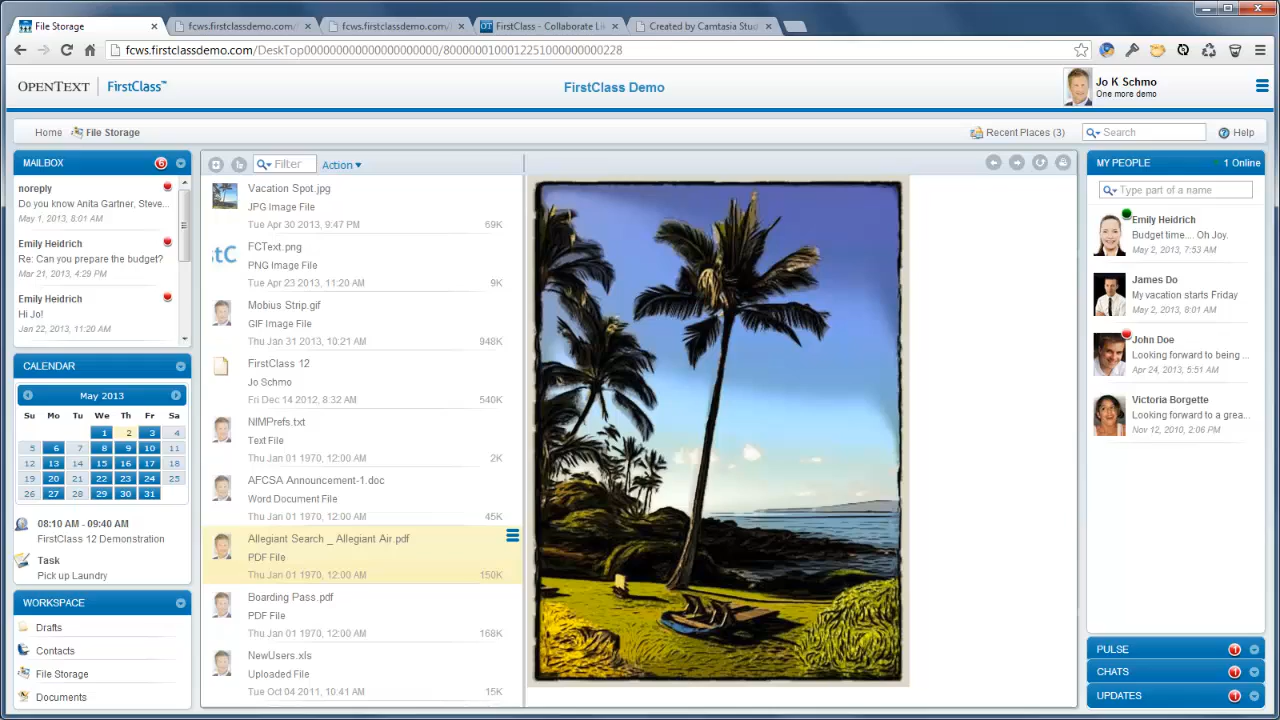 File Storage
fcws.firstclassdemo.com/
fcws.firstclassdemo.com/
FirstClass - Collaborate Li
Created by Camtasia Stud
fcws.firstclassdemo.com/DeskTop00000000000000000000/8000000100012251000000000228
OPENTEXT | FirstClass™
FirstClass Demo
Jo K Schmo
One more demo
Home
File Storage
Recent Places (3)
Search
Help
MAILBOX
6
noreply
Do you know Anita Gartner, Steve...
May 1, 2013, 8:01 AM
Emily Heidrich
Re: Can you prepare the budget?
Mar 21, 2013, 4:29 PM
Emily Heidrich
Hi Jo!
Jan 22, 2013, 11:20 AM
CALENDAR
May 2013
Su Mo Tu We Th Fr Sa
1 2 3 4
5 6 7 8 9 10 11
12 13 14 15 16 17 18
19 20 21 22 23 24 25
26 27 28 29 30 31
08:10 AM - 09:40 AM
FirstClass 12 Demonstration
Task
Pick up Laundry
WORKSPACE
Drafts
Contacts
File Storage
Documents
Filter
Action
Vacation Spot.jpg
JPG Image File
Tue Apr 30 2013, 9:47 PM 69K
stC
FCText.png
PNG Image File
Tue Apr 23 2013, 11:20 AM 9K
Mobius Strip.gif
GIF Image File
Thu Jan 31 2013, 10:21 AM 948K
FirstClass 12
Jo Schmo
Fri Dec 14 2012, 8:32 AM 540K
NIMPrefs.txt
Text File
Thu Jan 01 1970, 12:00 AM 2K
AFCSA Announcement-1.doc
Word Document File
Thu Jan 01 1970, 12:00 AM 45K
Allegiant Search _ Allegiant Air.pdf
PDF File
Thu Jan 01 1970, 12:00 AM 150K
Boarding Pass.pdf
PDF File
Thu Jan 01 1970, 12:00 AM 168K
NewUsers.xls
Uploaded File
Tue Oct 04 2011, 10:41 AM 15K
MY PEOPLE
1 Online
Type part of a name
Emily Heidrich
Budget time.... Oh Joy.
May 2, 2013, 7:53 AM
James Do
My vacation starts Friday
May 2, 2013, 8:01 AM
John Doe
Looking forward to being ...
Apr 24, 2013, 5:51 AM
Victoria Borgette
Looking forward to a grea...
Nov 12, 2010, 2:06 PM
PULSE 1
CHATS 1
UPDATES 1